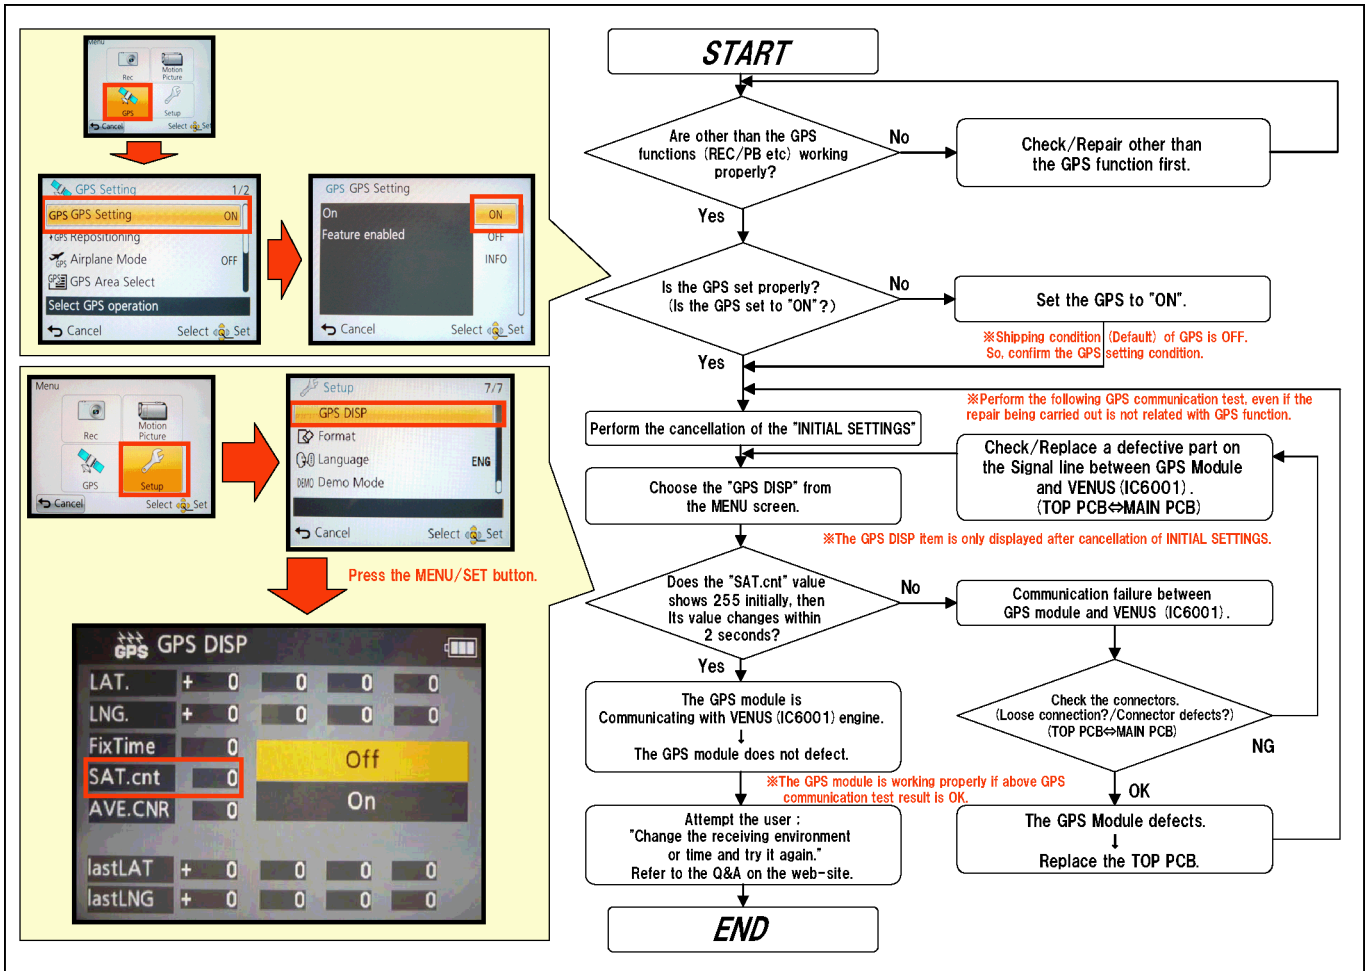 Menu
Rec
Motion
Picture
GPS
Setup
Cancel
Select
Set
GPS Setting
1/2
GPS GPS Setting
ON
GPS Repositioning
GPS Airplane Mode
OFF
GPS GPS Area Select
Select GPS operation
Cancel
Select
Set
GPS GPS Setting
On
Feature enabled
ON
OFF
INFO
Cancel
Select
Set
Menu
Rec
Motion
Picture
GPS
Setup
Cancel
Select
Set
Setup
7/7
GPS DISP
Format
Language
ENG
DEMO Demo Mode
Cancel
Select
Set
Press the MENU/SET button.
GPS GPS DISP
LAT. + 0 0 0 0
LNG. + 0 0 0 0
FixTime 0
SAT.cnt 0
AVE.CNR 0
Off
On
lastLAT + 0 0 0 0
lastLNG + 0 0 0 0
START
Are other than the GPS
functions (REC/PB etc) working
properly?
No
Check/Repair other than
the GPS function first.
Yes
Is the GPS set properly?
(Is the GPS set to "ON"?)
No
Set the GPS to "ON".
※Shipping condition (Default) of GPS is OFF.
So, confirm the GPS setting condition.
Yes
※Perform the following GPS communication test, even if the
repair being carried out is not related with GPS function.
Perform the cancellation of the "INITIAL SETTINGS"
Check/Replace a defective part on
the Signal line between GPS Module
and VENUS(IC6001).
(TOP PCB⇔MAIN PCB)
Choose the "GPS DISP" from
the MENU screen.
※The GPS DISP item is only displayed after cancellation of INITIAL SETTINGS.
Does the "SAT.cnt" value
shows 255 initially, then
Its value changes within
2 seconds?
No
Communication failure between
GPS module and VENUS (IC6001).
Yes
The GPS module is
Communicating with VENUS(IC6001) engine.
↓
The GPS module does not defect.
Check the connectors.
(Loose connection?/Connector defects?)
(TOP PCB⇔MAIN PCB)
NG
※The GPS module is working properly if above GPS
communication test result is OK.
OK
The GPS Module defects.
↓
Replace the TOP PCB.
Attempt the user :
"Change the receiving environment
or time and try it again."
Refer to the Q&A on the web-site.
END